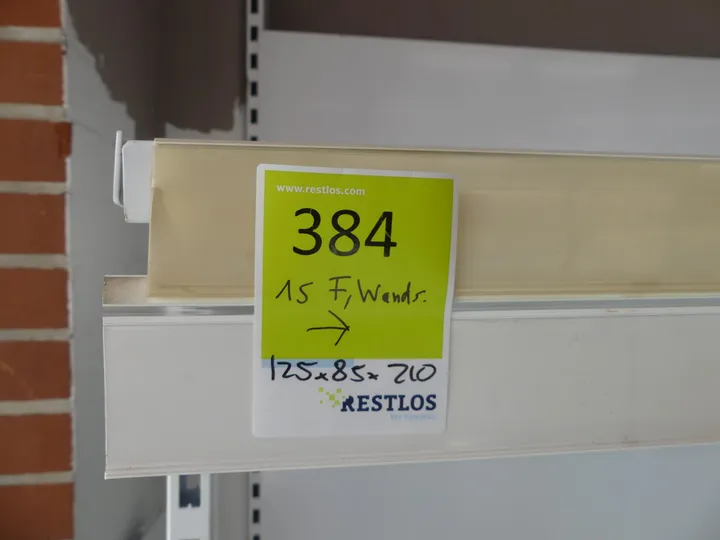 www.restlos.com
384
15 F, Wands.
→
125x85x210
RESTLOS